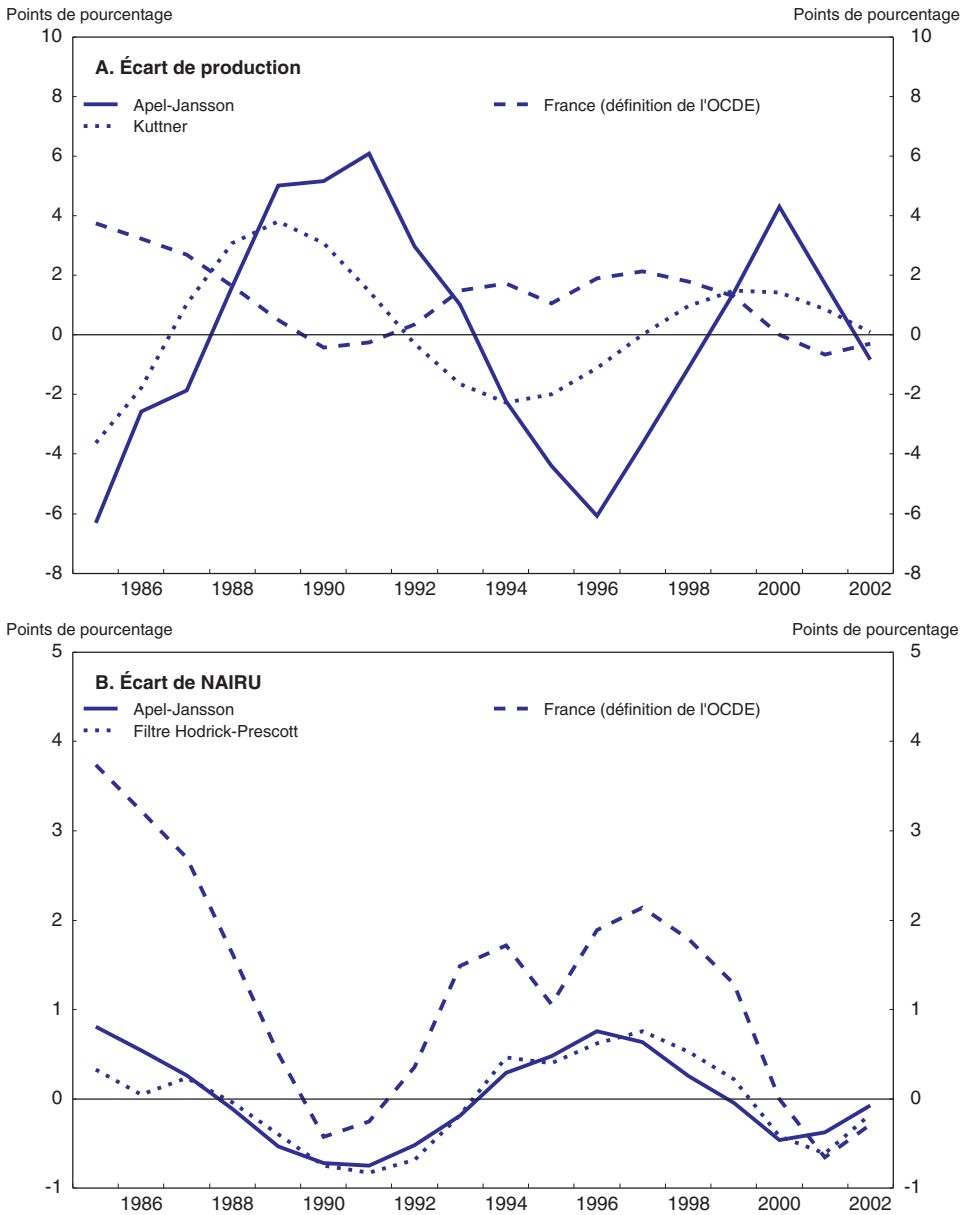 Points de pourcentage Points de pourcentage
10 10
A. Écart de production
8 8
Apel-Jansson France (définition de l'OCDE)
Kuttner
6 6
4 4
2 2
0 0
-2 -2
-4 -4
-6 -6
-8 -8
1986 1988 1990 1992 1994 1996 1998 2000 2002
Points de pourcentage Points de pourcentage
5 5
B. Écart de NAIRU
Apel-Jansson France (définition de l'OCDE)
Filtre Hodrick-Prescott
4 4
3 3
2 2
1 1
0 0
-1 -1
1986 1988 1990 1992 1994 1996 1998 2000 2002